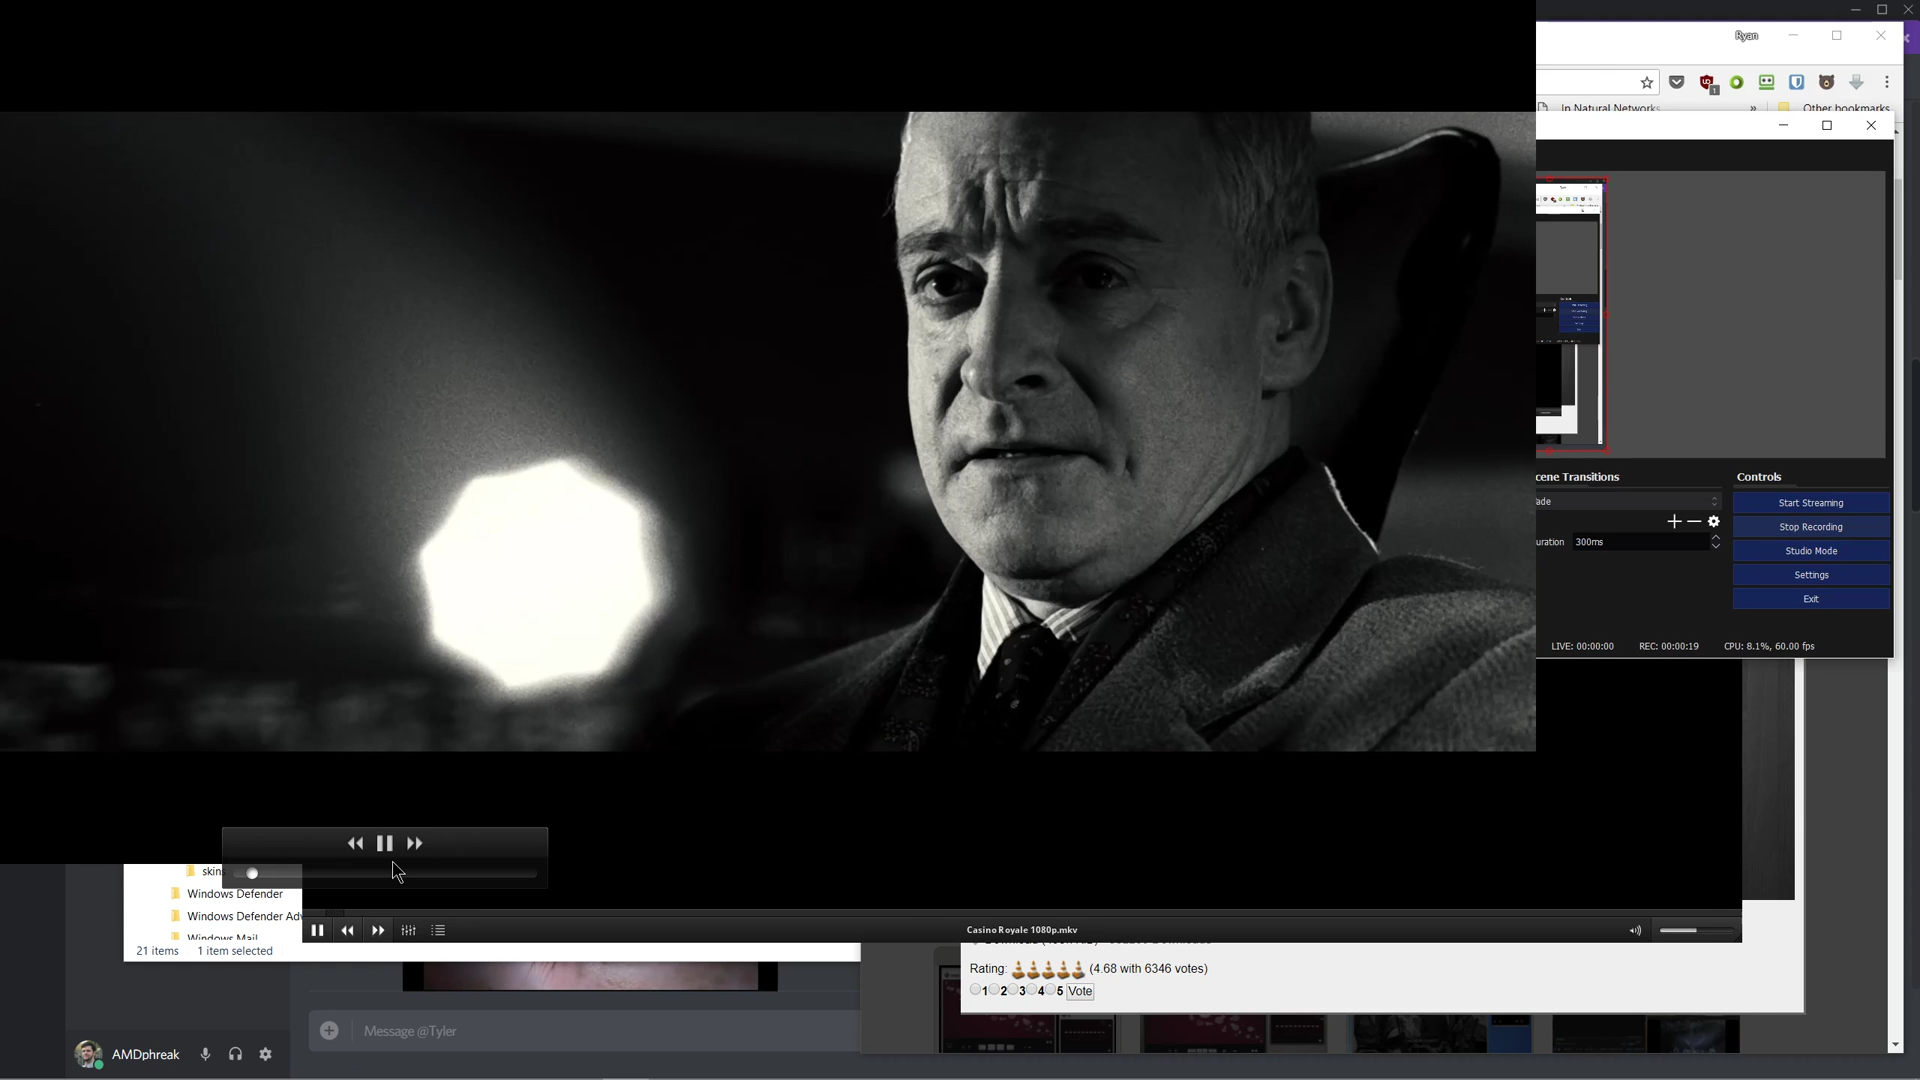 Ryan
In Natural Networks
»
Other bookmarks
cene Transitions
Controls
ade
Start Streaming
Stop Recording
uration
300ms
Studio Mode
Settings
Exit
LIVE: 00:00:00
REC: 00:00:19
CPU: 8.1%, 60.00 fps
skins
Windows Defender
Windows Defender Adv
Windows Mail
21 items
1 item selected
Casino Royale 1080p.mkv
Rating:
(4.68 with 6346 votes)
1 2 3 4 5 Vote
Message @Tyler
AMDphreak